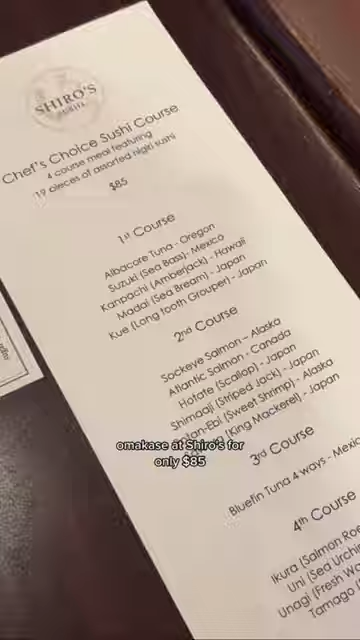 SHIRO'S
SUSHI
Chef's Choice Sushi Course
4 course meal featuring
19 pieces of assorted nigiri sushi
$85
1st Course
Albacore Tuna - Oregon
Suzuki (Sea Bass)- Mexico
Kanpachi (Amberjack) - Hawaii
Madai (Sea Bream) - Japan
Kue (Long tooth Grouper) - Japan
2nd Course
Sockeye Salmon – Alaska
Atlantic Salmon - Canada
Hotate (Scallop) - Japan
Shimaaji (Striped Jack) - Japan
tan-Ebi (Sweet Shrimp) - Alaska
(King Mackerel) - Japan
omakase at Shiro's for
only $85
3rd Course
Bluefin Tuna 4 ways - Mexic
4th Course
Ikura (Salmon Roe
Uni (Sea Urchi
Unagi (Fresh Wa
Tamago